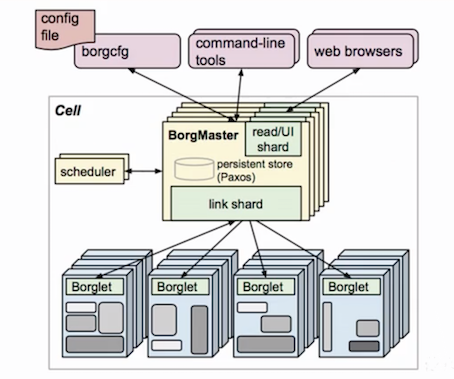 config
file
borgcfg
command-line
tools
web browsers
Cell
BorgMaster
read/UI
shard
persistent store
(Paxos)
scheduler
link shard
Borglet
Borglet
Borglet
Borglet